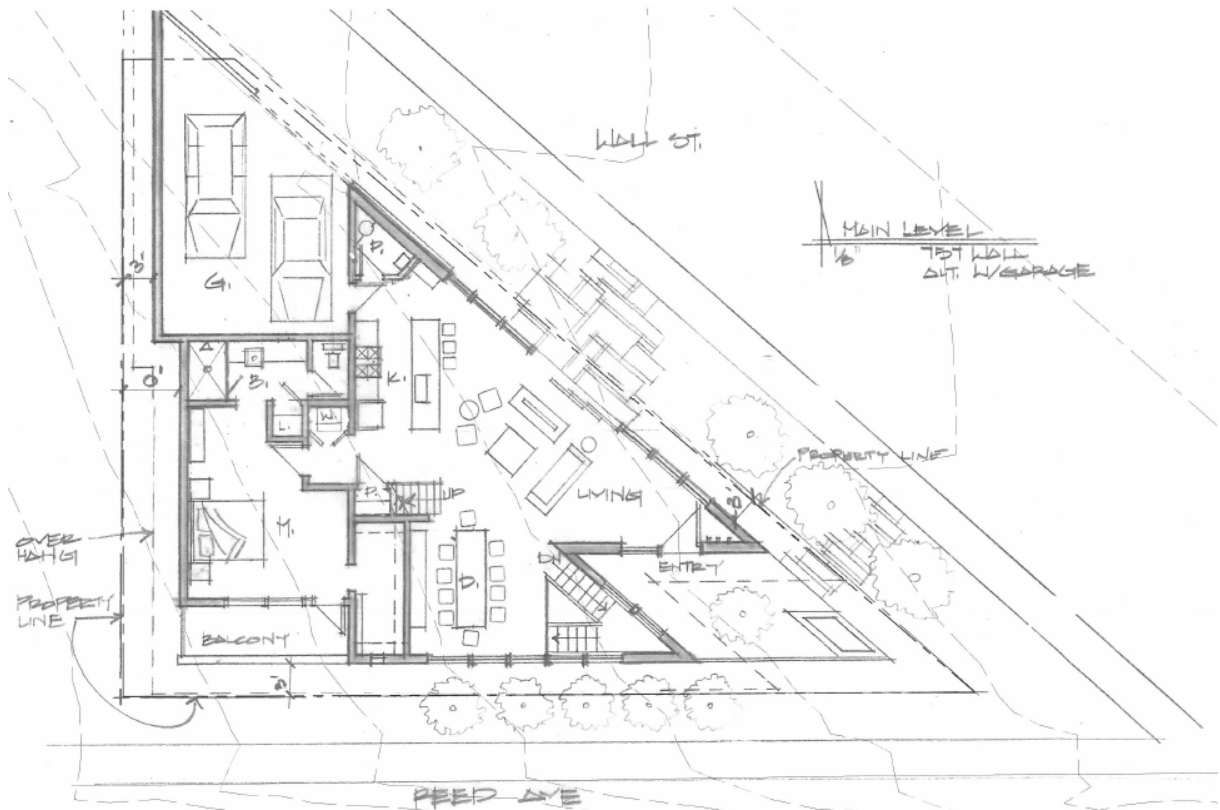 WALL ST.
MAIN LEVEL
1/8" 757 WALL
ALT. W/GARAGE
3'
G.
P.
B.
K.
L.
W.
P.
UP
LIVING
PROPERTY LINE
M.
D.
DN
ENTRY
OVER
HANG
PROPERTY
LINE
BALCONY
5'
REED AVE